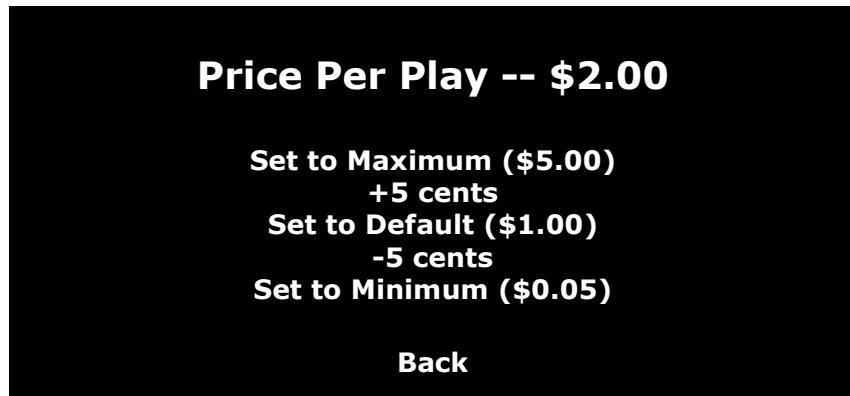 Price Per Play -- $2.00
Set to Maximum ($5.00)
+5 cents
Set to Default ($1.00)
-5 cents
Set to Minimum ($0.05)
Back